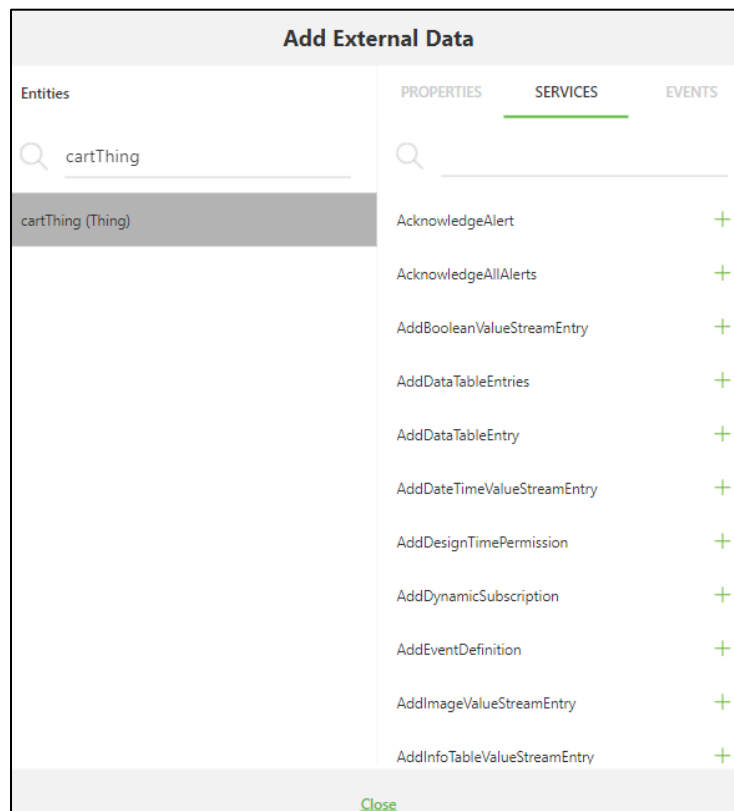 Add External Data
Entities
PROPERTIES SERVICES EVENTS
cartThing
cartThing (Thing)
AcknowledgeAlert
AcknowledgeAllAlerts
AddBooleanValueStreamEntry
AddDataTableEntries
AddDataTableEntry
AddDateTimeValueStreamEntry
AddDesignTimePermission
AddDynamicSubscription
AddEventDefinition
AddImageValueStreamEntry
AddInfoTableValueStreamEntry
Close